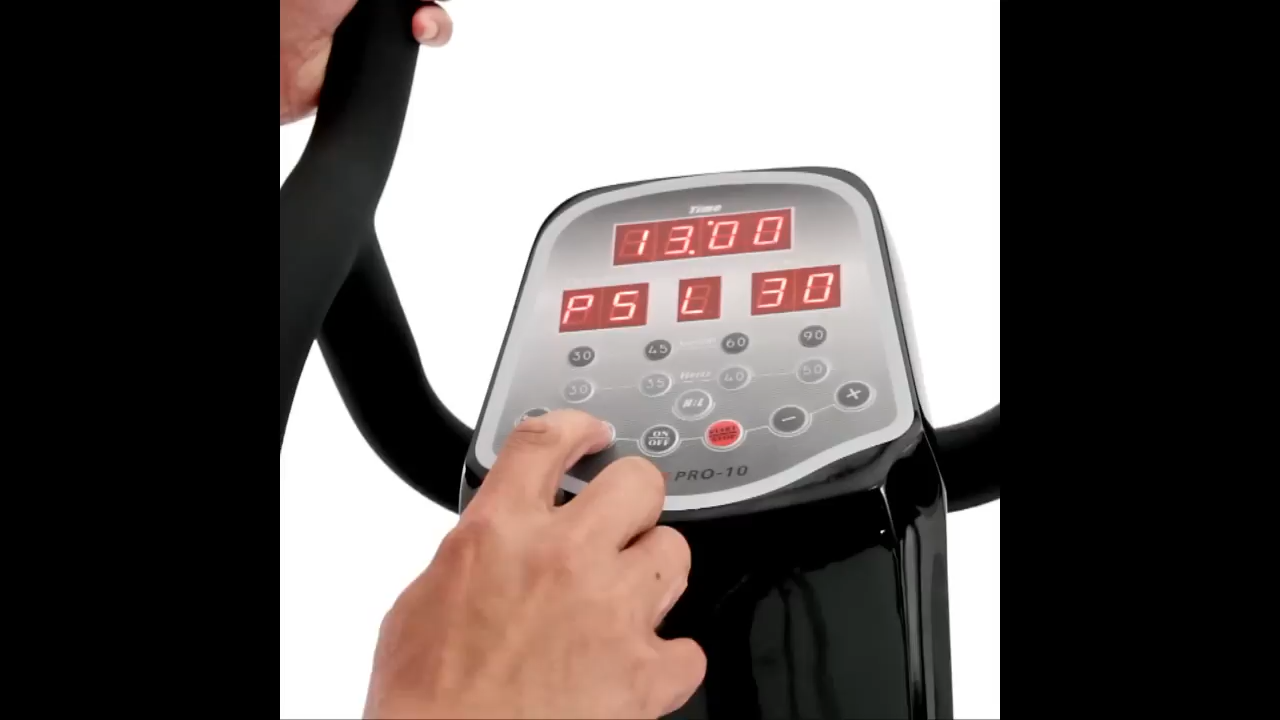 Time
13:00
PS L 30
30 45 60 90
30 35 Hertz 40 50
H/L
ON/OFF START/STOP − +
PRO-10